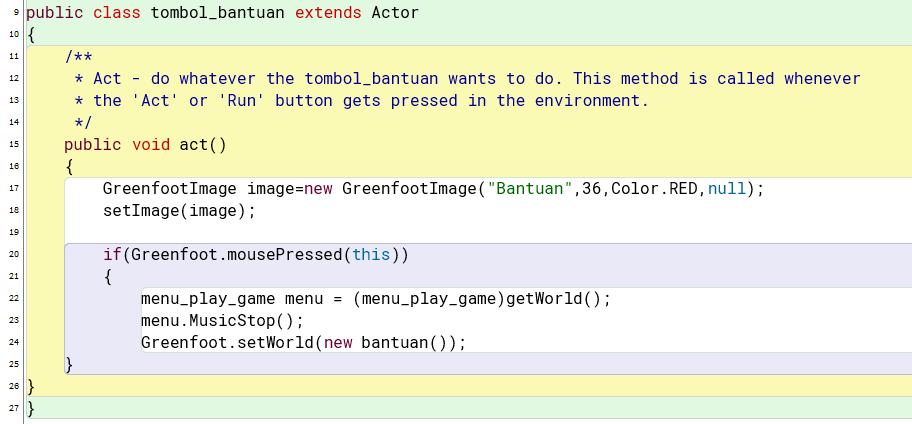 9 public class tombol_bantuan extends Actor
10 {
11 /**
12 * Act - do whatever the tombol_bantuan wants to do. This method is called whenever
13 * the 'Act' or 'Run' button gets pressed in the environment.
14 */
15 public void act()
16 {
17 GreenfootImage image=new GreenfootImage("Bantuan",36,Color.RED,null);
18 setImage(image);
19
20 if(Greenfoot.mousePressed(this))
21 {
22 menu_play_game menu = (menu_play_game)getWorld();
23 menu.MusicStop();
24 Greenfoot.setWorld(new bantuan());
25 }
26 }
27 }